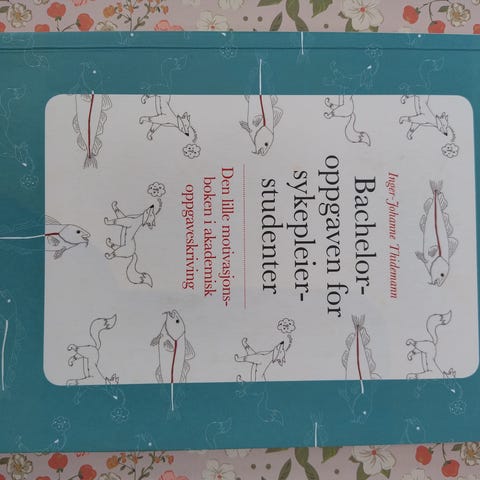 Inger-Johanne Thidemann
Bachelor-
oppgaven for
sykepleier-
studenter
Den lille motivasjons-
boken i akademisk
oppgaveskriving